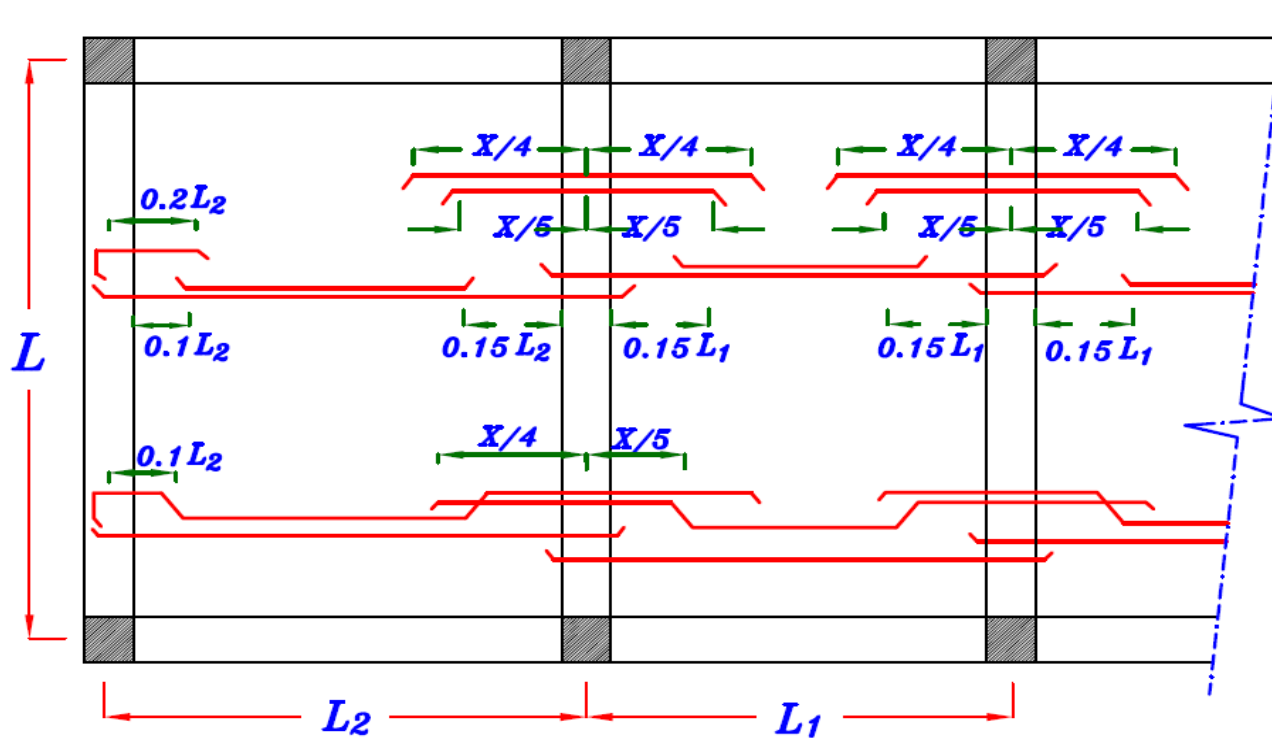 X/4 X/4 X/4 X/4
0.2L₂
X/5 X/5 X/5 X/5
0.1L₂ 0.15L₂ 0.15L₁ 0.15L₁ 0.15L₁
L
X/4 X/5
0.1L₂
L₂ L₁